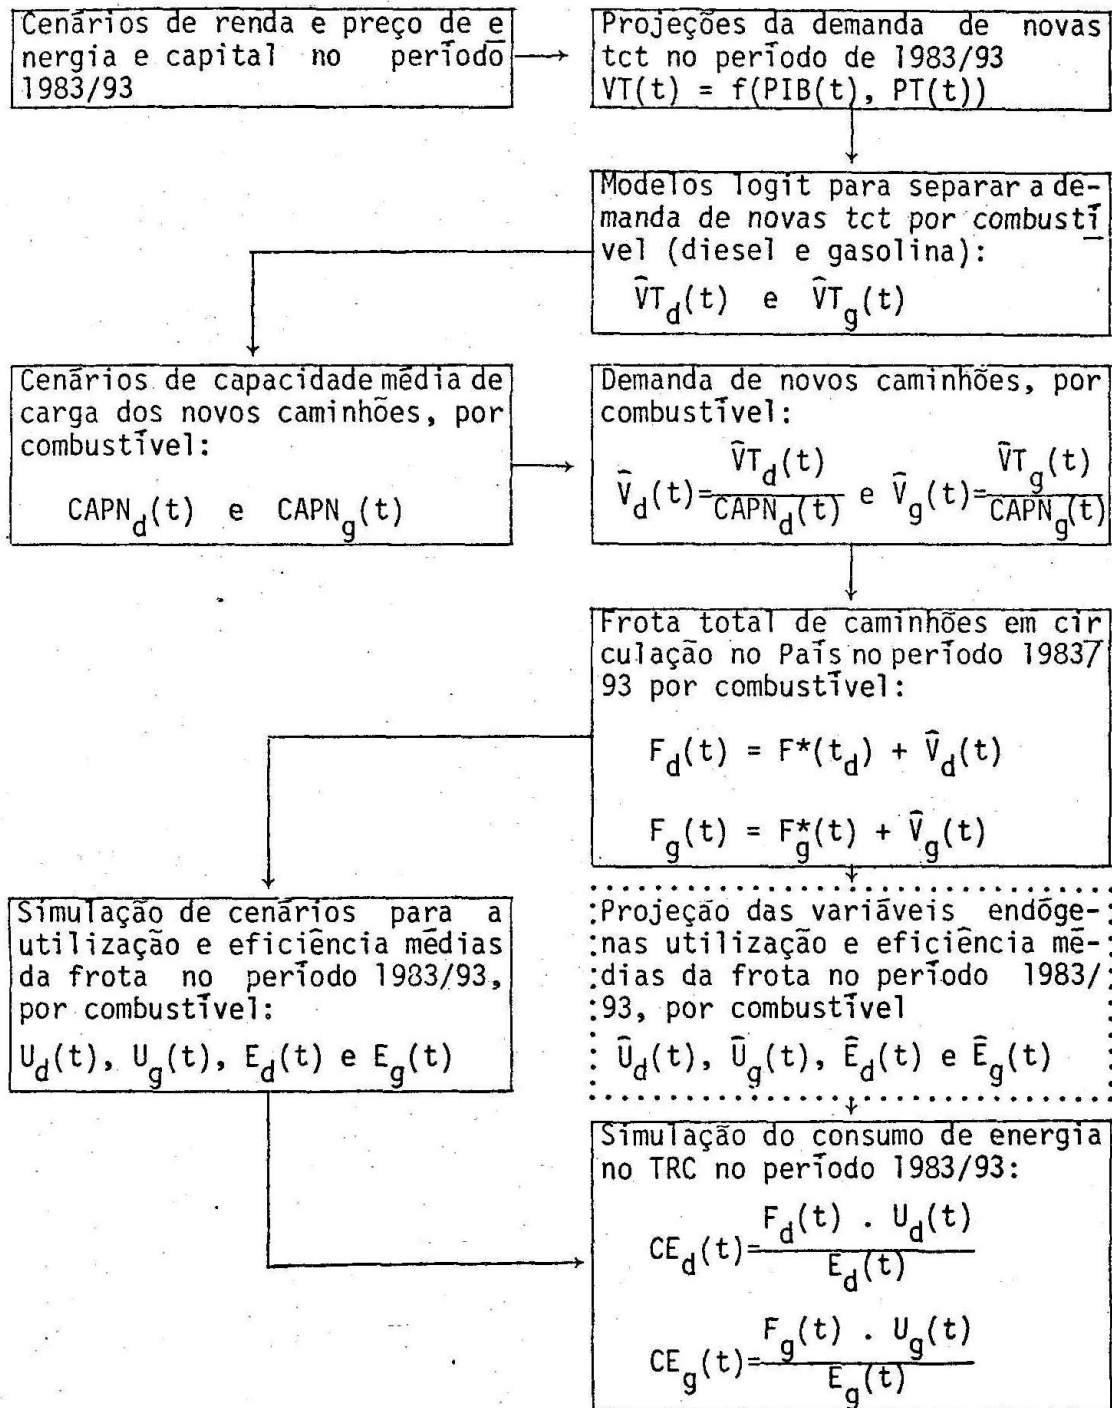 Cenários de renda e preço de e
nergia e capital no período
1983/93
Projeções da demanda de novas
tct no período de 1983/93
VT(t) = f(PIB(t), PT(t))
Modelos logit para separar a de-
manda de novas tct por combustí
vel (diesel e gasolina):
V̂T_d(t) e V̂T_g(t)
Cenários de capacidade média de
carga dos novos caminhões, por
combustível:
CAPN_d(t) e CAPN_g(t)
Demanda de novos caminhões, por
combustível:
V̂_d(t)=V̂T_d(t)/CAPN_d(t) e V̂_g(t)=V̂T_g(t)/CAPN_g(t)
Frota total de caminhões em cir
culação no País no período 1983/
93 por combustível:
F_d(t) = F*(t_d) + V̂_d(t)
F_g(t) = F*_g(t) + V̂_g(t)
Simulação de cenários para a
utilização e eficiência médias
da frota no período 1983/93,
por combustível:
U_d(t), U_g(t), E_d(t) e E_g(t)
Projeção das variáveis endóge-
nas utilização e eficiência mé-
dias da frota no período 1983/
93, por combustível
Û_d(t), Û_g(t), Ê_d(t) e Ê_g(t)
Simulação do consumo de energia
no TRC no período 1983/93:
CE_d(t)=F_d(t) . U_d(t)/E_d(t)
CE_g(t)=F_g(t) . U_g(t)/E_g(t)